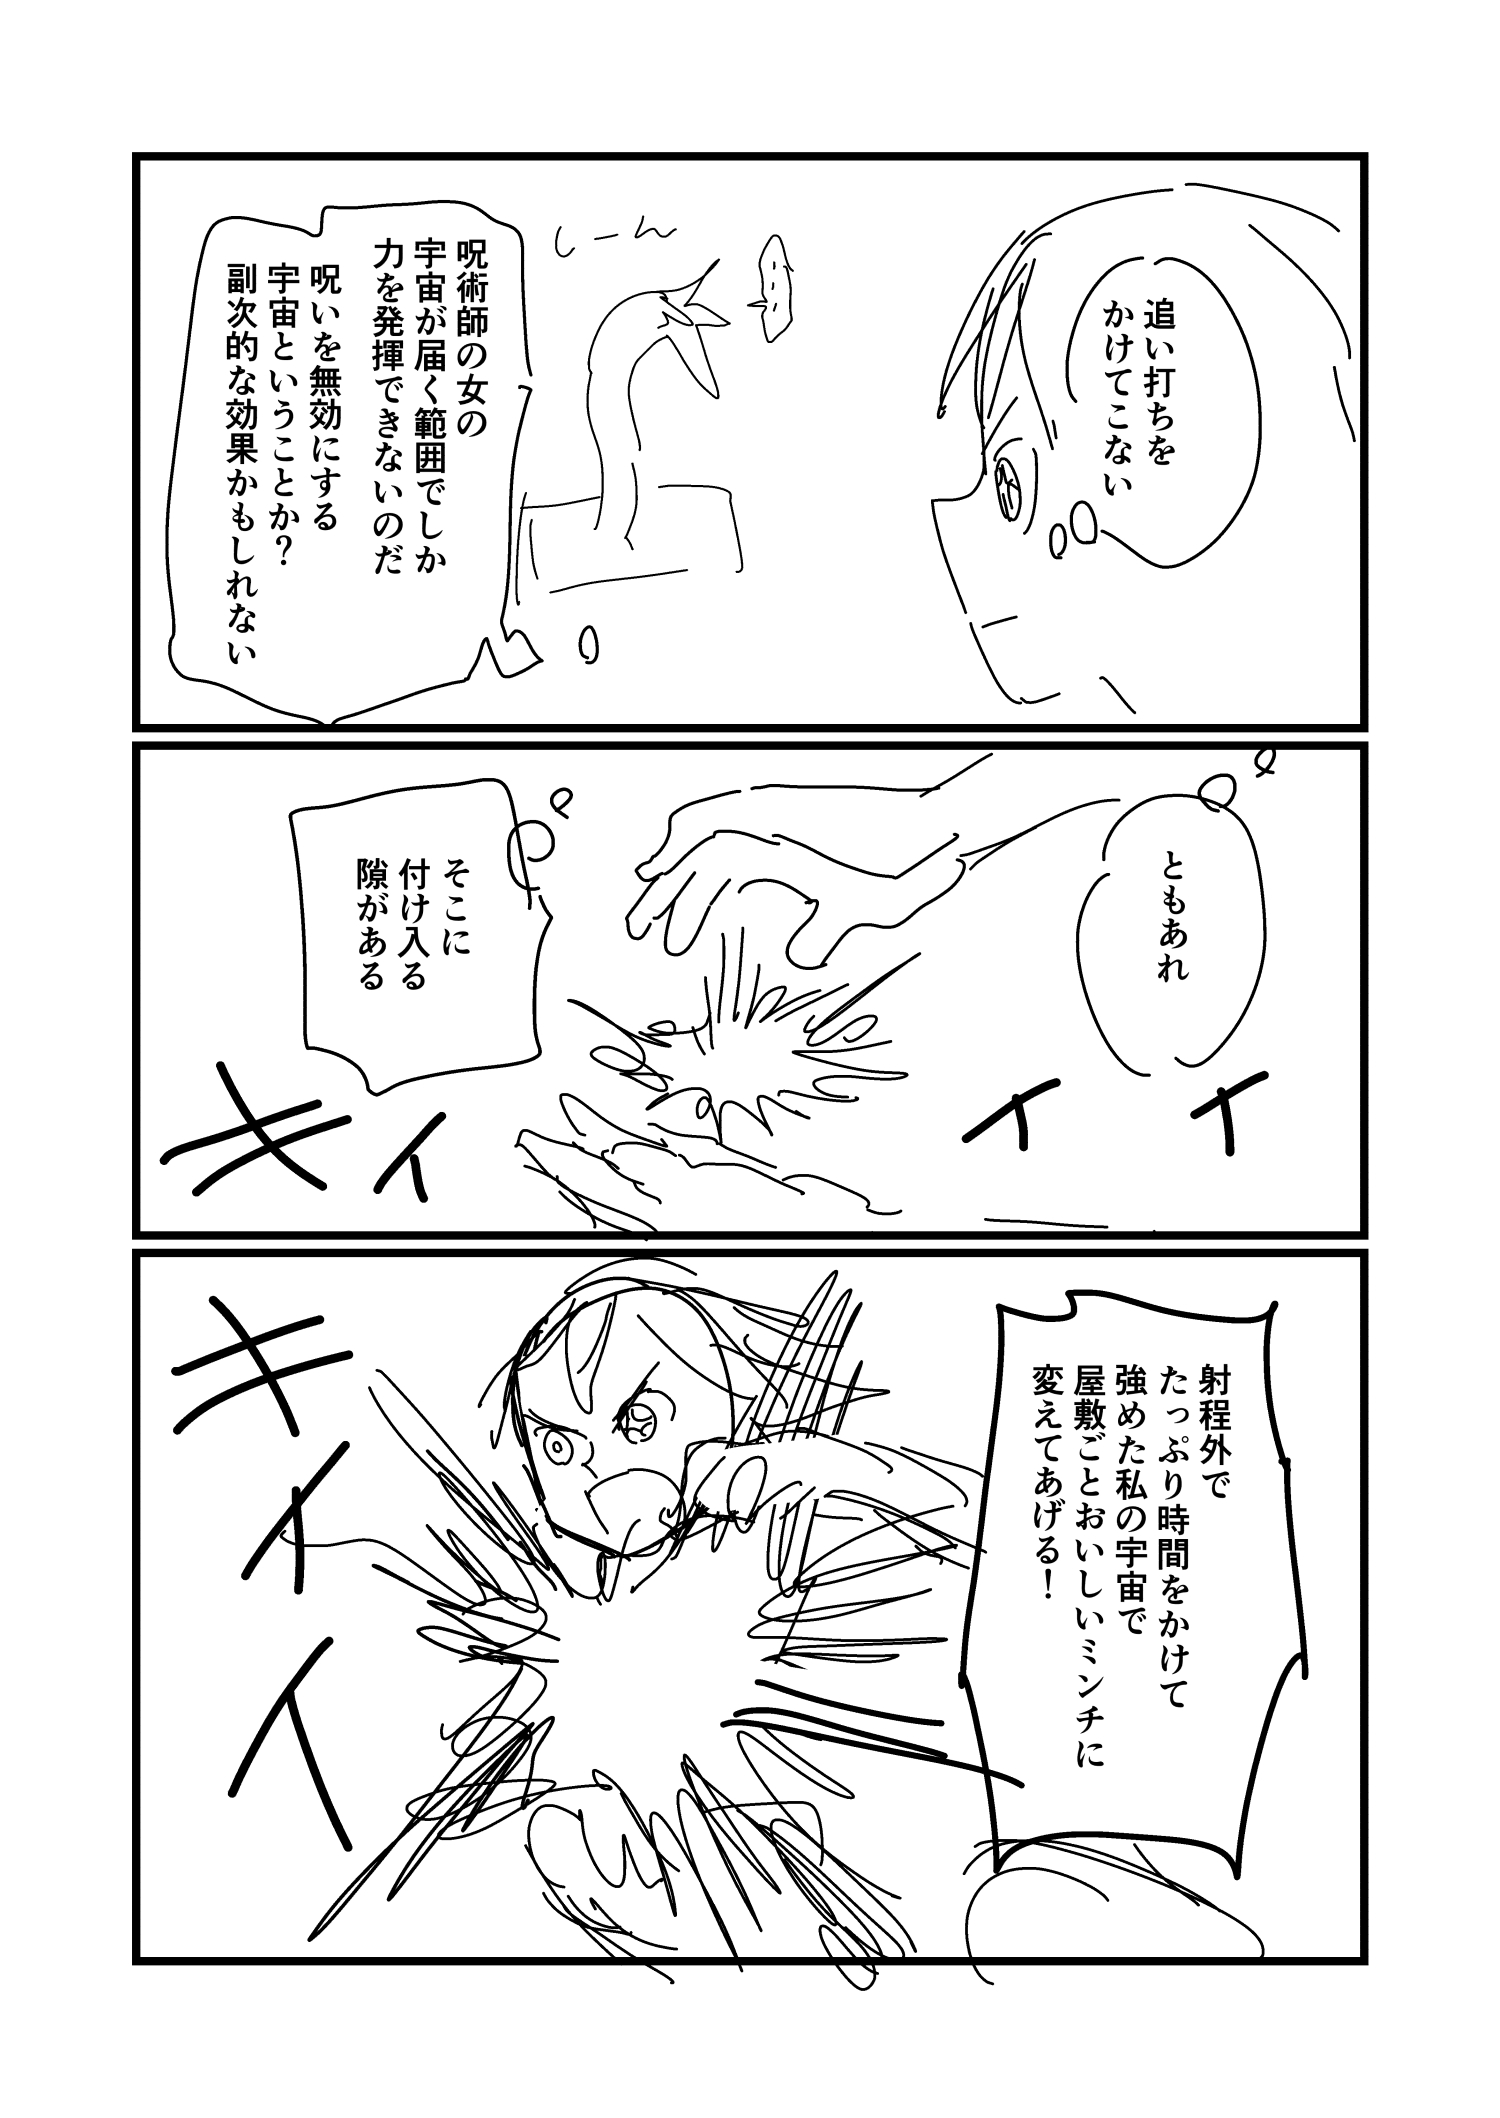 追い打ちを
かけてこない
しーん
呪術師の女の
宇宙が届く範囲でしか
力を発揮できないのだ
呪いを無効にする
宇宙ということか?
副次的な効果かもしれない
ともあれ
そこに
付け入る
隙がある
キィイイ
射程外で
たっぷり時間をかけて
強めた私の宇宙で
屋敷ごとおいしいミンチに
変えてあげる!
キイイ